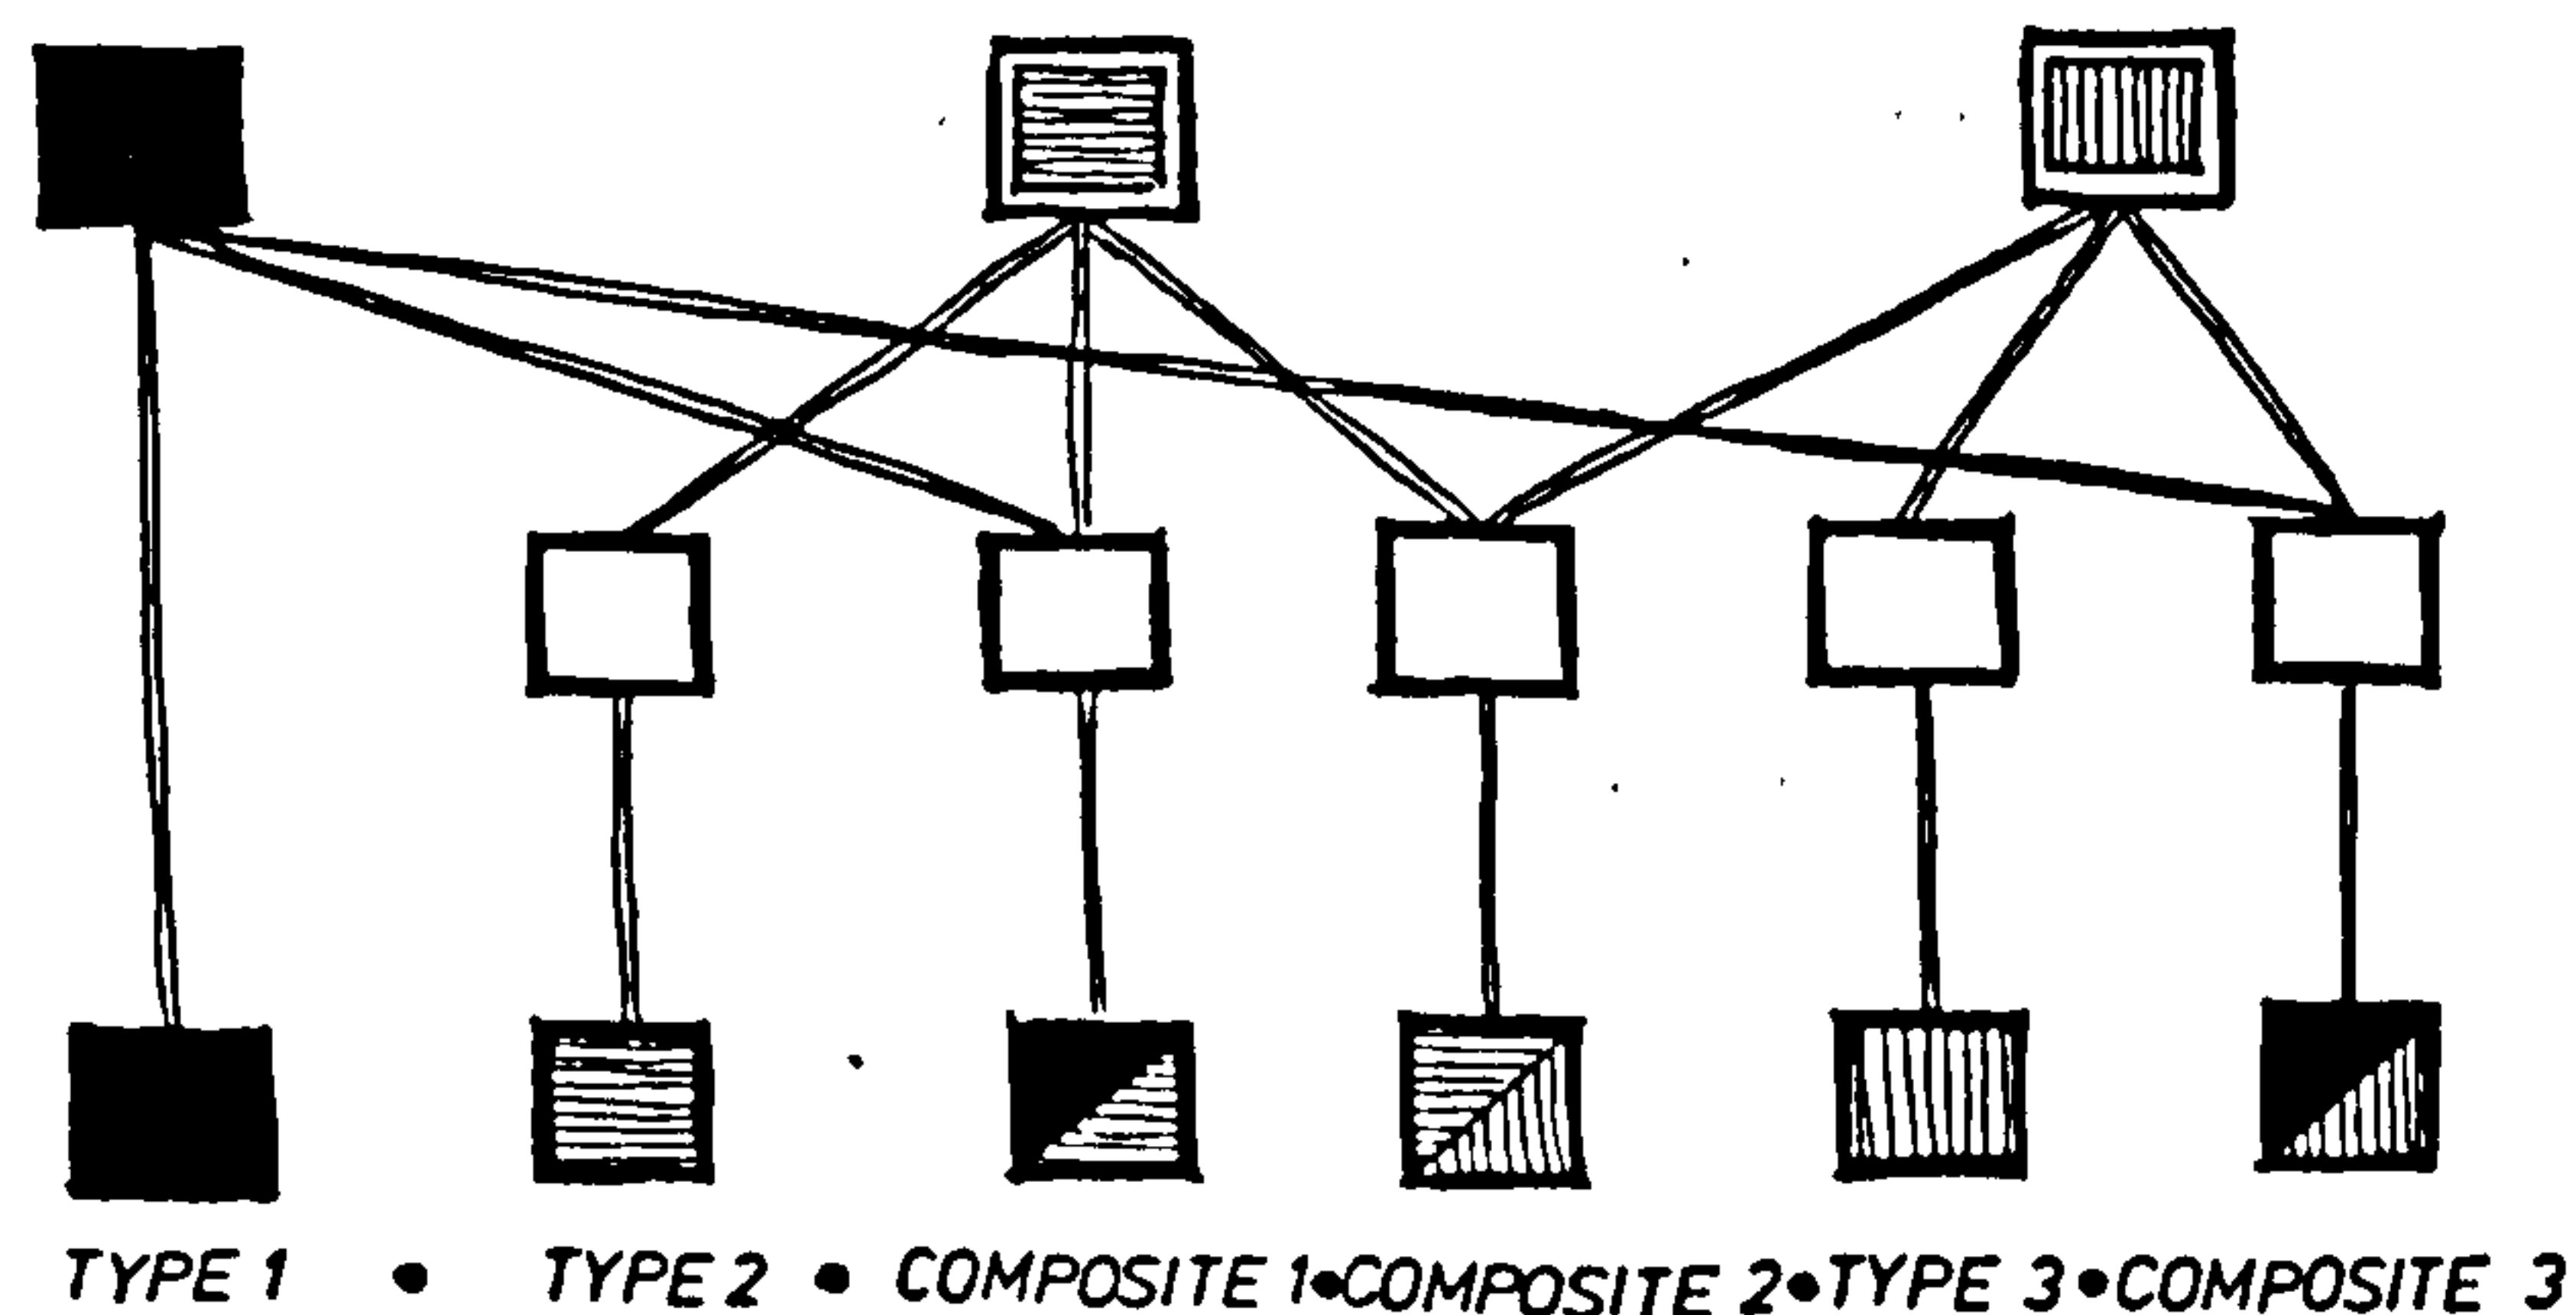 TYPE 1 • TYPE 2 • COMPOSITE 1•COMPOSITE 2•TYPE 3•COMPOSITE 3